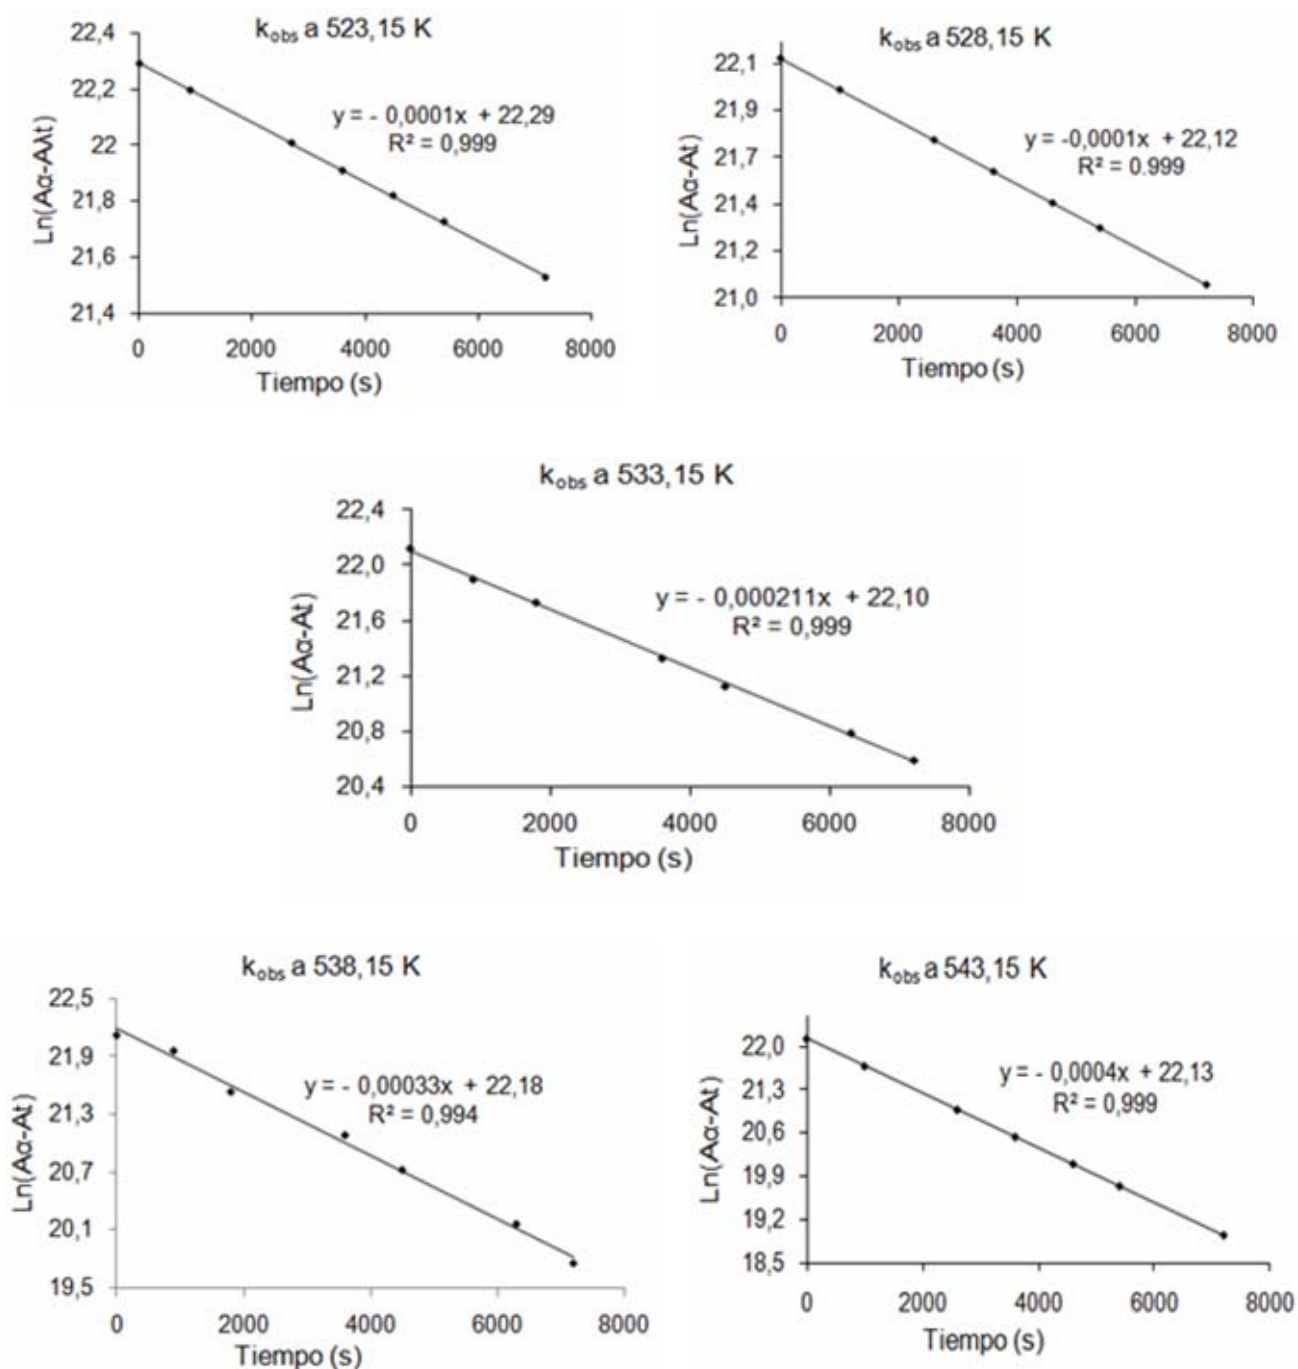 k_obs a 523,15 K
22,4
22,2
22
21,8
21,6
21,4
Ln(Aα-Aλt)
y = - 0,0001x + 22,29
R² = 0,999
0 2000 4000 6000 8000
Tiempo (s)
k_obs a 528,15 K
22,1
21,9
21,7
21,4
21,2
21,0
Ln(Aα-At)
y = -0,0001x + 22,12
R² = 0.999
0 2000 4000 6000 8000
Tiempo (s)
k_obs a 533,15 K
22,4
22,0
21,6
21,2
20,8
20,4
Ln(Aα-At)
y = - 0,000211x + 22,10
R² = 0,999
0 2000 4000 6000 8000
Tiempo (s)
k_obs a 538,15 K
22,5
21,9
21,3
20,7
20,1
19,5
Ln(Aα-At)
y = - 0,00033x + 22,18
R² = 0,994
0 2000 4000 6000 8000
Tiempo (s)
k_obs a 543,15 K
22,0
21,3
20,6
19,9
19,2
18,5
Ln(Aα-At)
y = - 0,0004x + 22,13
R² = 0,999
0 2000 4000 6000 8000
Tiempo (s)